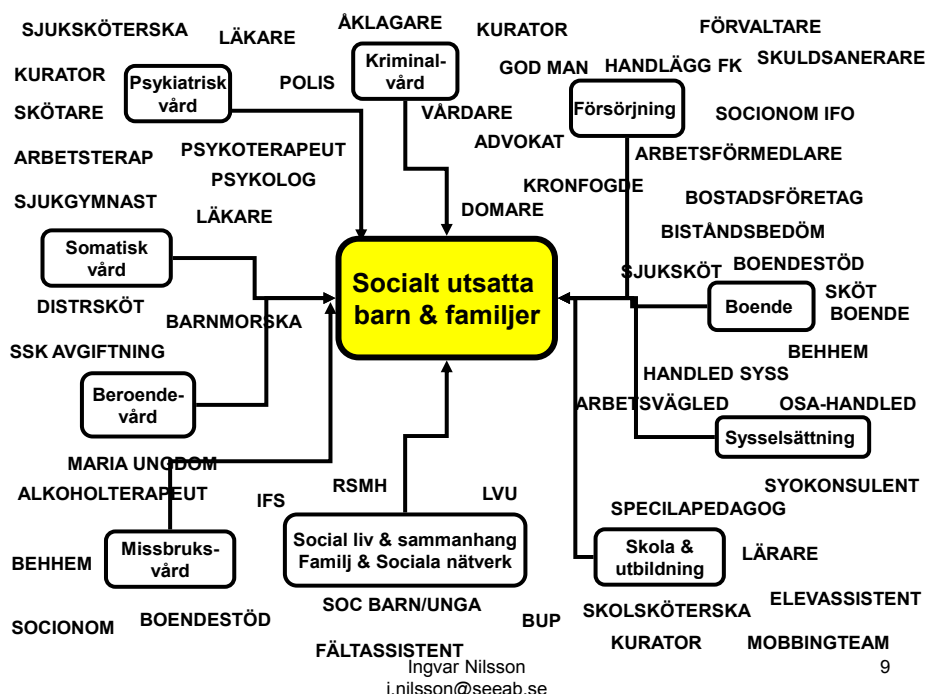 SJUKSKÖTERSKA
LÄKARE
ÅKLAGARE
KURATOR
FÖRVALTARE
SKULDSANERARE
KURATOR
Psykiatrisk
vård
POLIS
Kriminal-
vård
GOD MAN
HANDLÄGG FK
SKÖTARE
VÅRDARE
Försörjning
SOCIONOM IFO
ADVOKAT
ARBETSTERAP
PSYKOTERAPEUT
ARBETSFÖRMEDLARE
PSYKOLOG
KRONFOGDE
SJUKGYMNAST
LÄKARE
DOMARE
BOSTADSFÖRETAG
BISTÅNDSBEDÖM
Somatisk
vård
Socialt utsatta
barn & familjer
SJUKSKÖT
BOENDESTÖD
DISTRSKÖT
BARNMORSKA
Boende
SKÖT
BOENDE
SSK AVGIFTNING
BEHHEM
HANDLED SYSS
Beroende-
vård
ARBETSVÄGLED
OSA-HANDLED
Sysselsättning
MARIA UNGDOM
ALKOHOLTERAPEUT
IFS
RSMH
LVU
SYOKONSULENT
SPECILAPEDAGOG
BEHHEM
Missbruks-
vård
Social liv & sammanhang
Familj & Sociala nätverk
Skola &
utbildning
LÄRARE
SOCIONOM
BOENDESTÖD
SOC BARN/UNGA
BUP
SKOLSKÖTERSKA
ELEVASSISTENT
FÄLTASSISTENT
KURATOR
MOBBINGTEAM
Ingvar Nilsson
i.nilsson@seeab.se
9